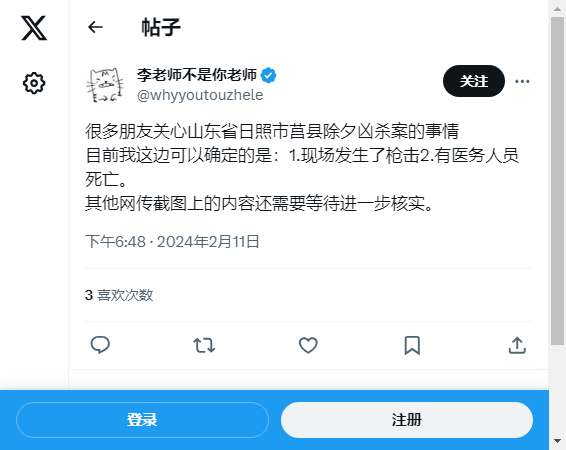 帖子
李老师不是你老师
关注
@whyyoutouzhele
很多朋友关心山东省日照市莒县除夕凶杀案的事情
目前我这边可以确定的是：1.现场发生了枪击2.有医务人员
死亡。
其他网传截图上的内容还需要等待进一步核实。
下午6:48 · 2024年2月11日
3 喜欢次数
登录
注册